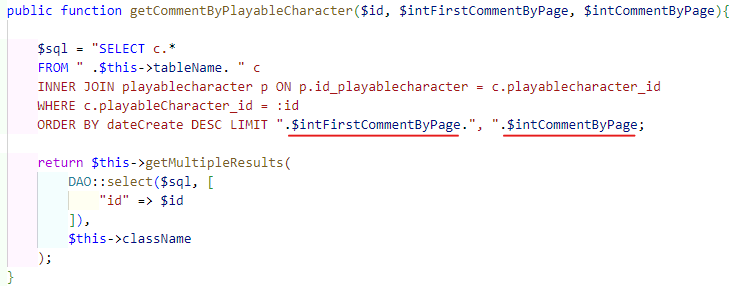 public function getCommentByPlayableCharacter($id, $intFirstCommentByPage, $intCommentByPage){
$sql = "SELECT c.*
FROM " .$this->tableName. " c
INNER JOIN playablecharacter p ON p.id_playablecharacter = c.playablecharacter_id
WHERE c.playableCharacter_id = :id
ORDER BY dateCreate DESC LIMIT ".$intFirstCommentByPage.", ".$intCommentByPage;
return $this->getMultipleResults(
DAO::select($sql, [
"id" => $id
]),
$this->className
);
}